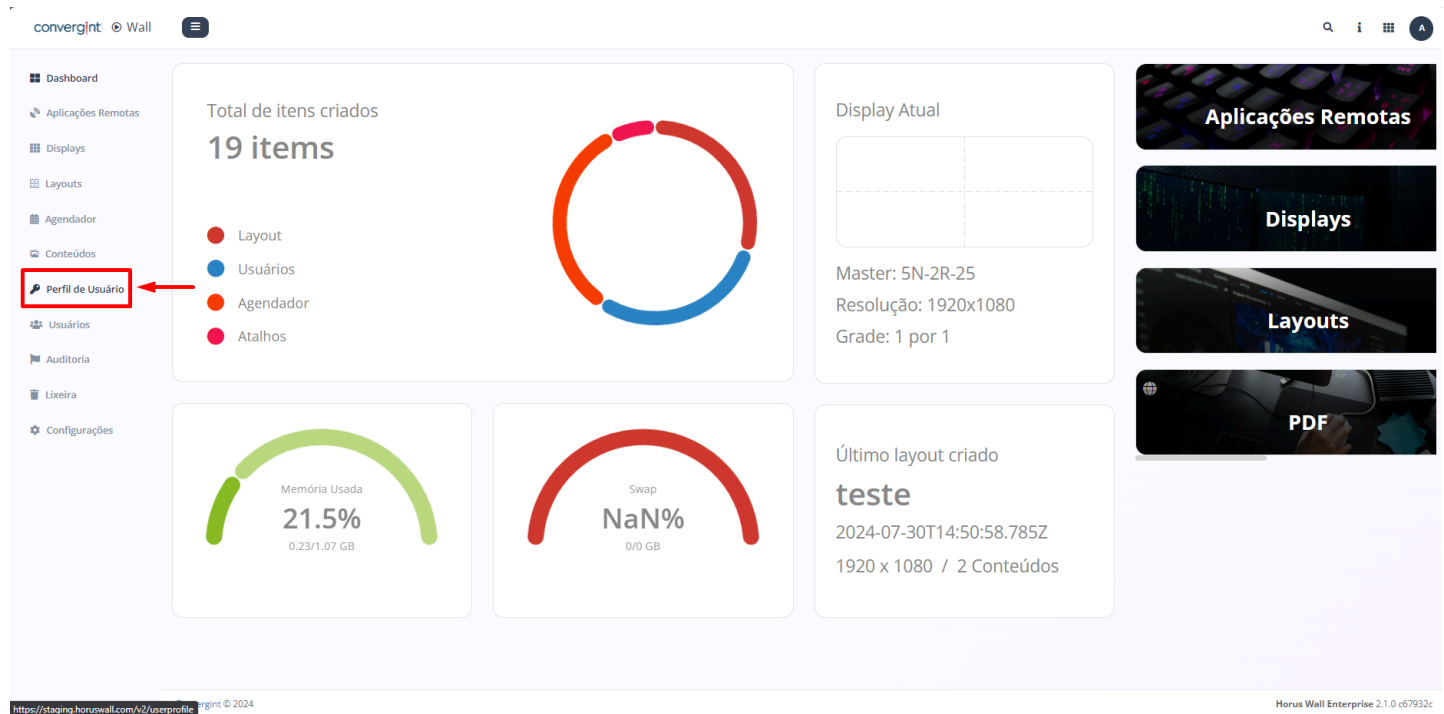 convergint Wall
A
Dashboard
Aplicações Remotas
Displays
Layouts
Agendador
Conteúdos
Perfil de Usuário
Usuários
Auditoria
Lixeira
Configurações
Total de itens criados
19 items
Layout
Usuários
Agendador
Atalhos
Display Atual
Master: 5N-2R-25
Resolução: 1920x1080
Grade: 1 por 1
Aplicações Remotas
Displays
Layouts
PDF
Memória Usada
21.5%
0.23/1.07 GB
Swap
NaN%
0/0 GB
Último layout criado
teste
2024-07-30T14:50:58.785Z
1920 x 1080 / 2 Conteúdos
https://staging.horuswall.com/v2/userprofile
ergint © 2024
Horus Wall Enterprise 2.1.0 c67932c